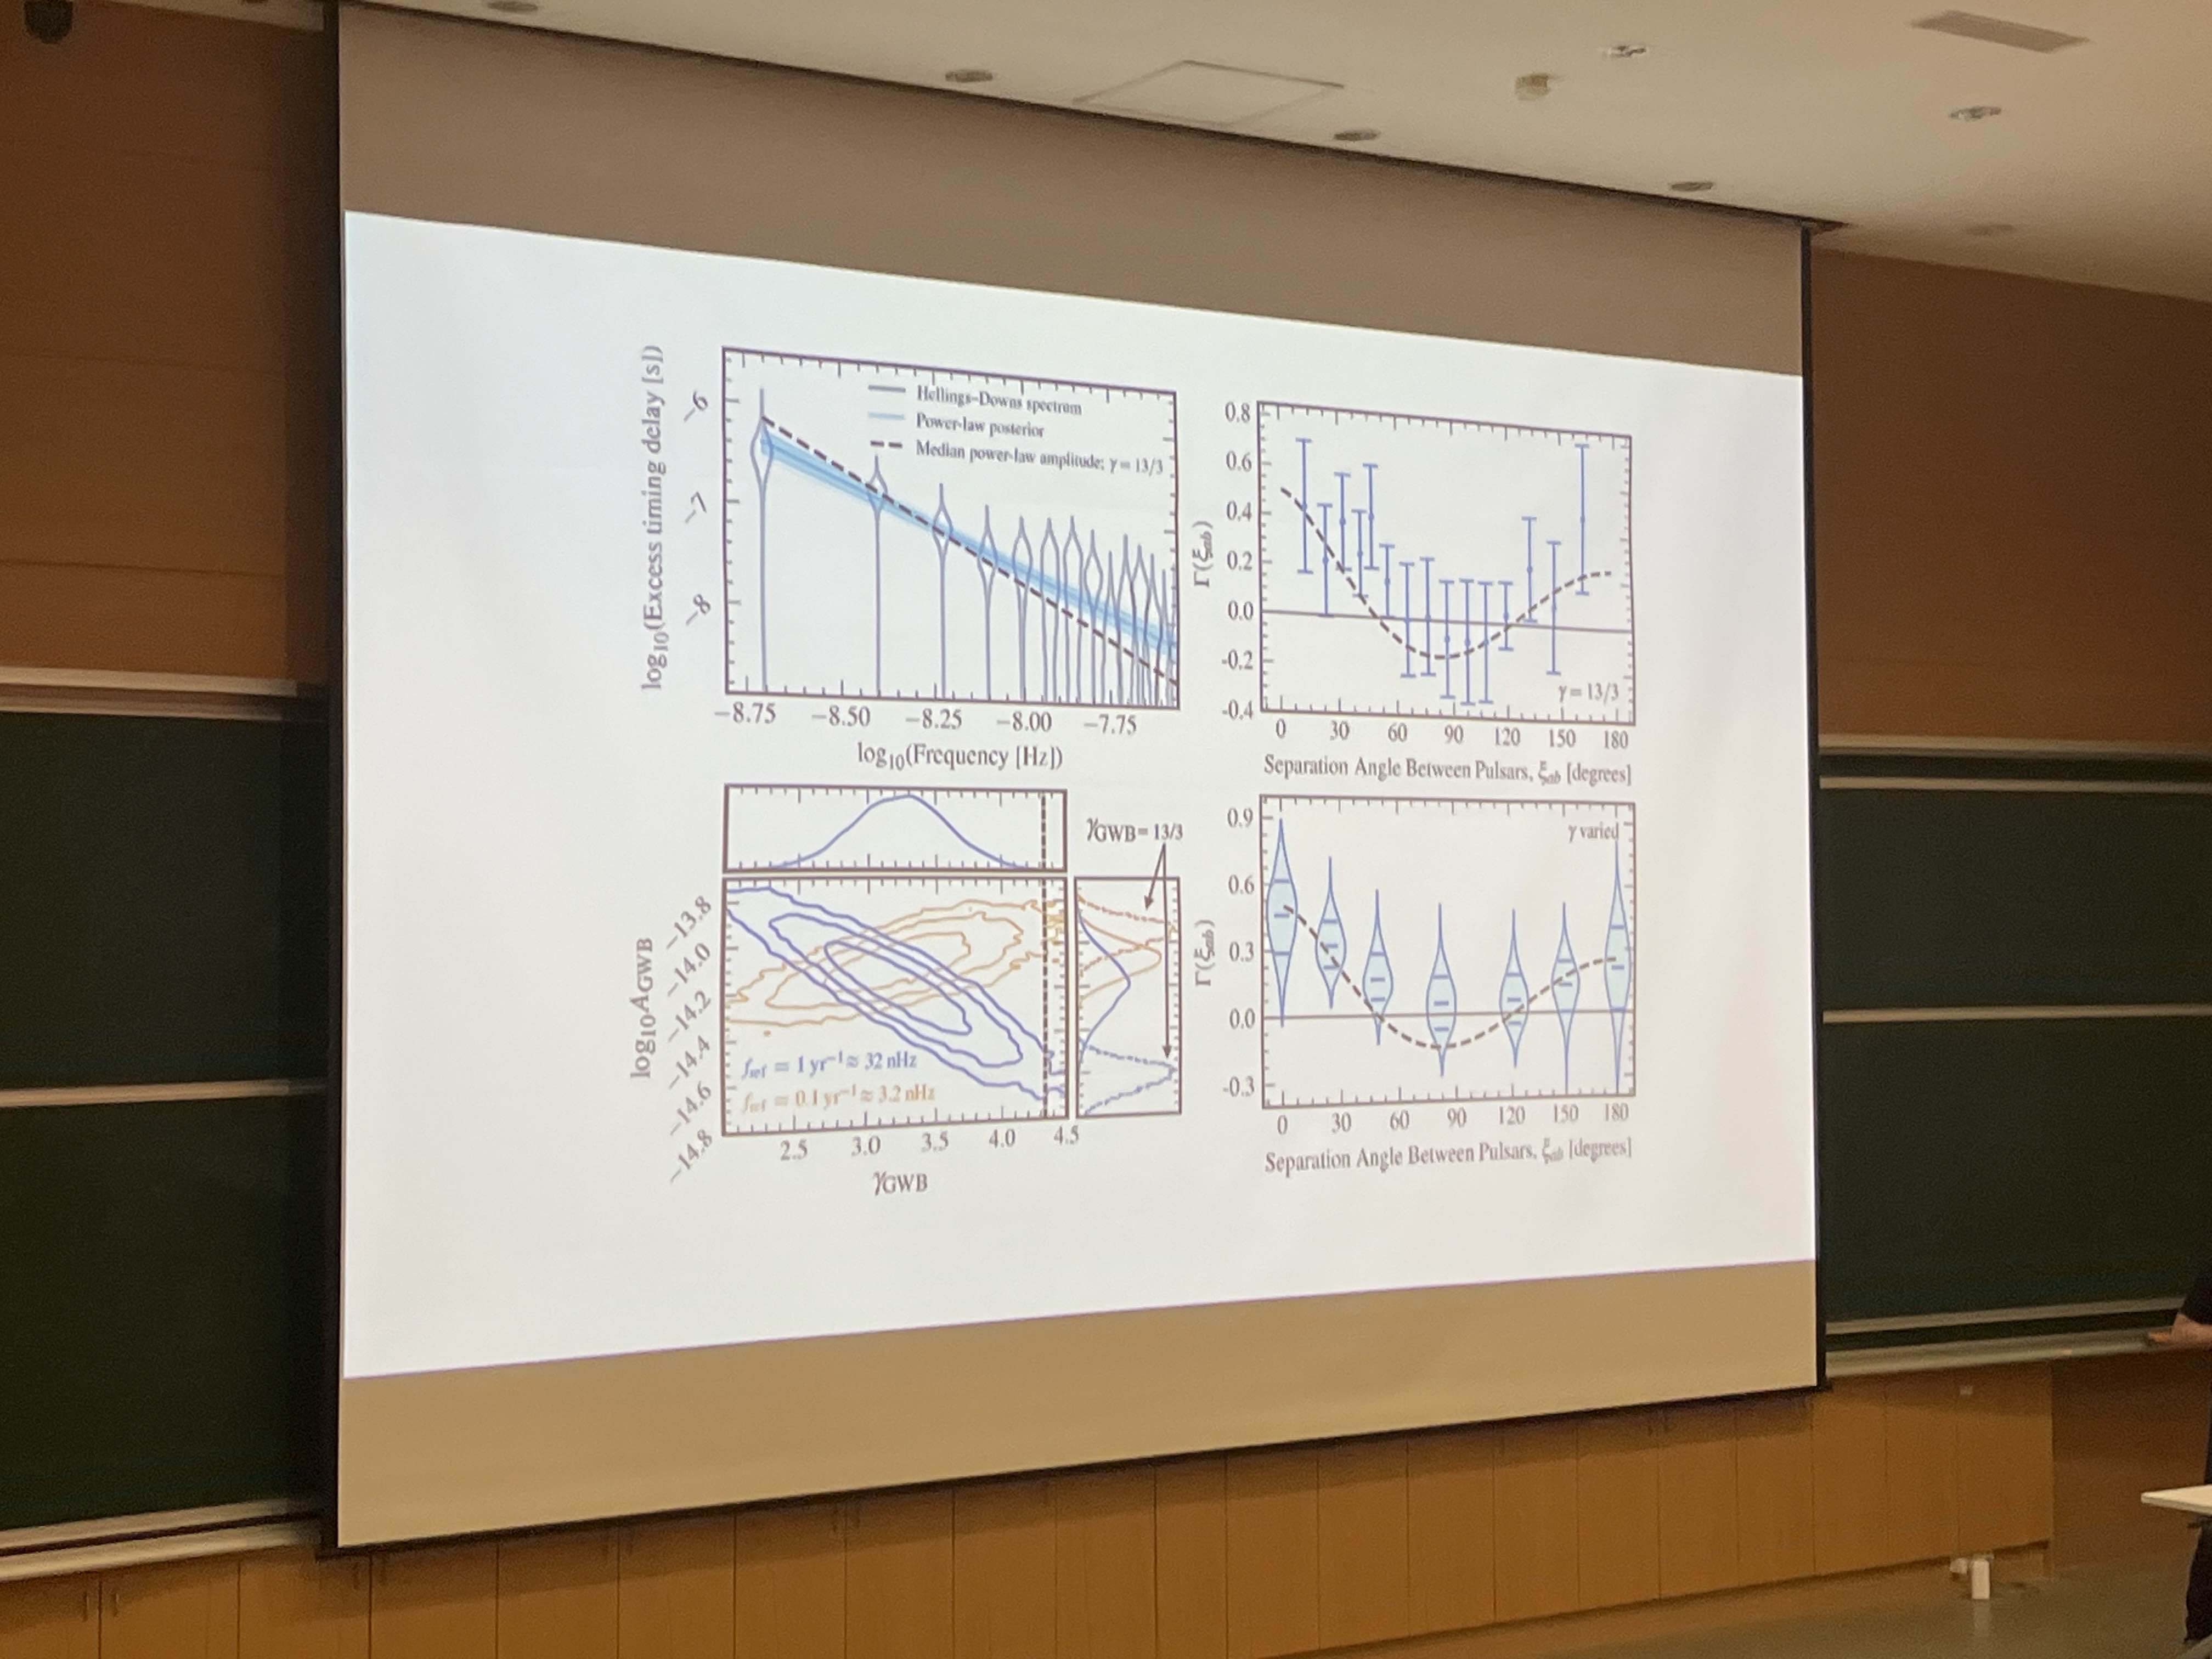 log₁₀(Excess timing delay [s])
−6
−7
−8
Hellings–Downs spectrum
Power-law posterior
Median power-law amplitude; γ = 13/3
−8.75 −8.50 −8.25 −8.00 −7.75
log₁₀(Frequency [Hz])
Γ(ξab)
0.8
0.6
0.4
0.2
0.0
-0.2
-0.4
γ = 13/3
0 30 60 90 120 150 180
Separation Angle Between Pulsars, ξab [degrees]
γGWB = 13/3
log₁₀AGWB
−13.8
−14.0
−14.2
−14.4
−14.6
−14.8
fref = 1 yr⁻¹ ≈ 32 nHz
fref = 0.1 yr⁻¹ ≈ 3.2 nHz
2.5 3.0 3.5 4.0 4.5
γGWB
Γ(ξab)
0.9
0.6
0.3
0.0
-0.3
γ varied
0 30 60 90 120 150 180
Separation Angle Between Pulsars, ξab [degrees]